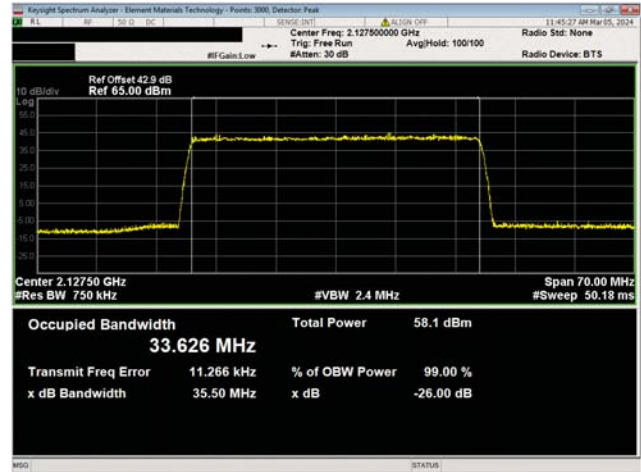 Keysight Spectrum Analyzer - Element Materials Technology - Points: 3000, Detector: Peak
RL RF 50 Ω DC SENSE:INT ALIGN OFF 11:45:27 AM Mar 05, 2024
Center Freq: 2.127500000 GHz Radio Std: None
Trig: Free Run Avg|Hold: 100/100
#IFGain:Low #Atten: 30 dB Radio Device: BTS
Ref Offset 42.9 dB
10 dB/div Ref 65.00 dBm
Log
55.0
45.0
35.0
25.0
15.0
5.00
-5.00
-15.0
-25.0
Center 2.12750 GHz Span 70.00 MHz
#Res BW 750 kHz #VBW 2.4 MHz #Sweep 50.18 ms
Occupied Bandwidth Total Power 58.1 dBm
33.626 MHz
Transmit Freq Error 11.266 kHz % of OBW Power 99.00 %
x dB Bandwidth 35.50 MHz x dB -26.00 dB
MSG STATUS